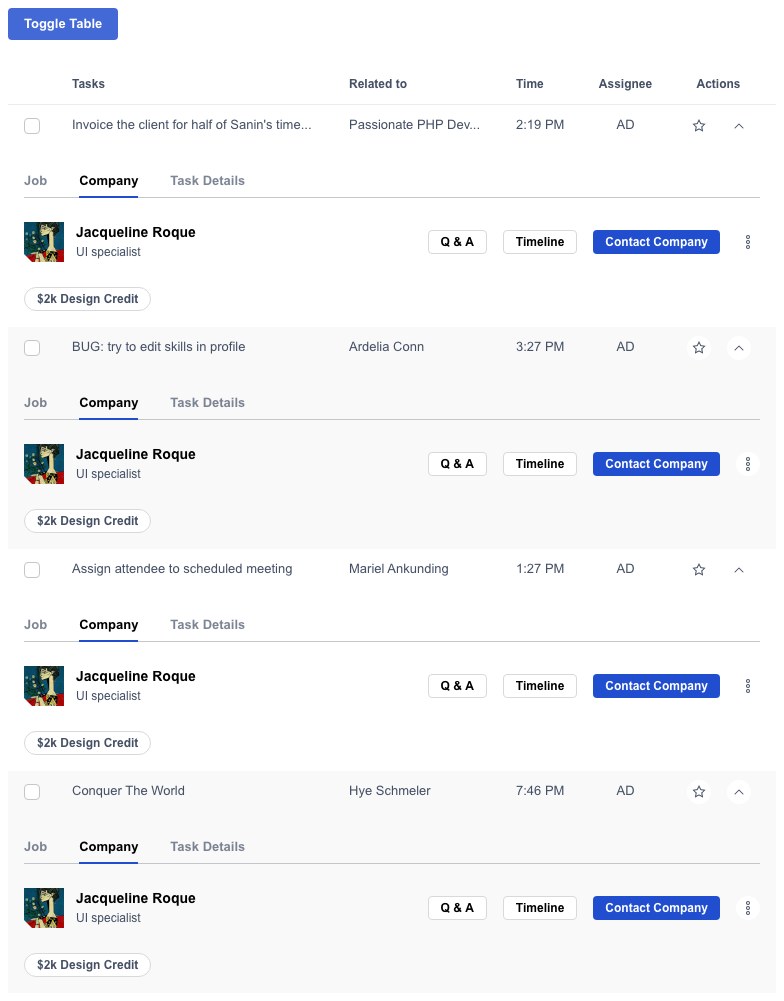 Toggle Table
Tasks Related to Time Assignee Actions
Invoice the client for half of Sanin's time... Passionate PHP Dev... 2:19 PM AD
Job Company Task Details
Jacqueline Roque
UI specialist
Q & A Timeline Contact Company
$2k Design Credit
BUG: try to edit skills in profile Ardelia Conn 3:27 PM AD
Job Company Task Details
Jacqueline Roque
UI specialist
Q & A Timeline Contact Company
$2k Design Credit
Assign attendee to scheduled meeting Mariel Ankunding 1:27 PM AD
Job Company Task Details
Jacqueline Roque
UI specialist
Q & A Timeline Contact Company
$2k Design Credit
Conquer The World Hye Schmeler 7:46 PM AD
Job Company Task Details
Jacqueline Roque
UI specialist
Q & A Timeline Contact Company
$2k Design Credit